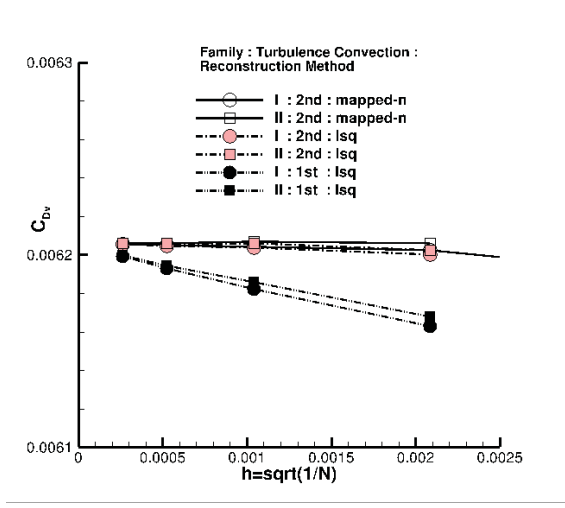 0.0063
Family : Turbulence Convection :
Reconstruction Method
I : 2nd : mapped-n
II : 2nd : mapped-n
I : 2nd : lsq
II : 2nd : lsq
I : 1st : lsq
II : 1st : lsq
C_Dv
0.0062
0.0061
0 0.0005 0.001 0.0015 0.002 0.0025
h=sqrt(1/N)